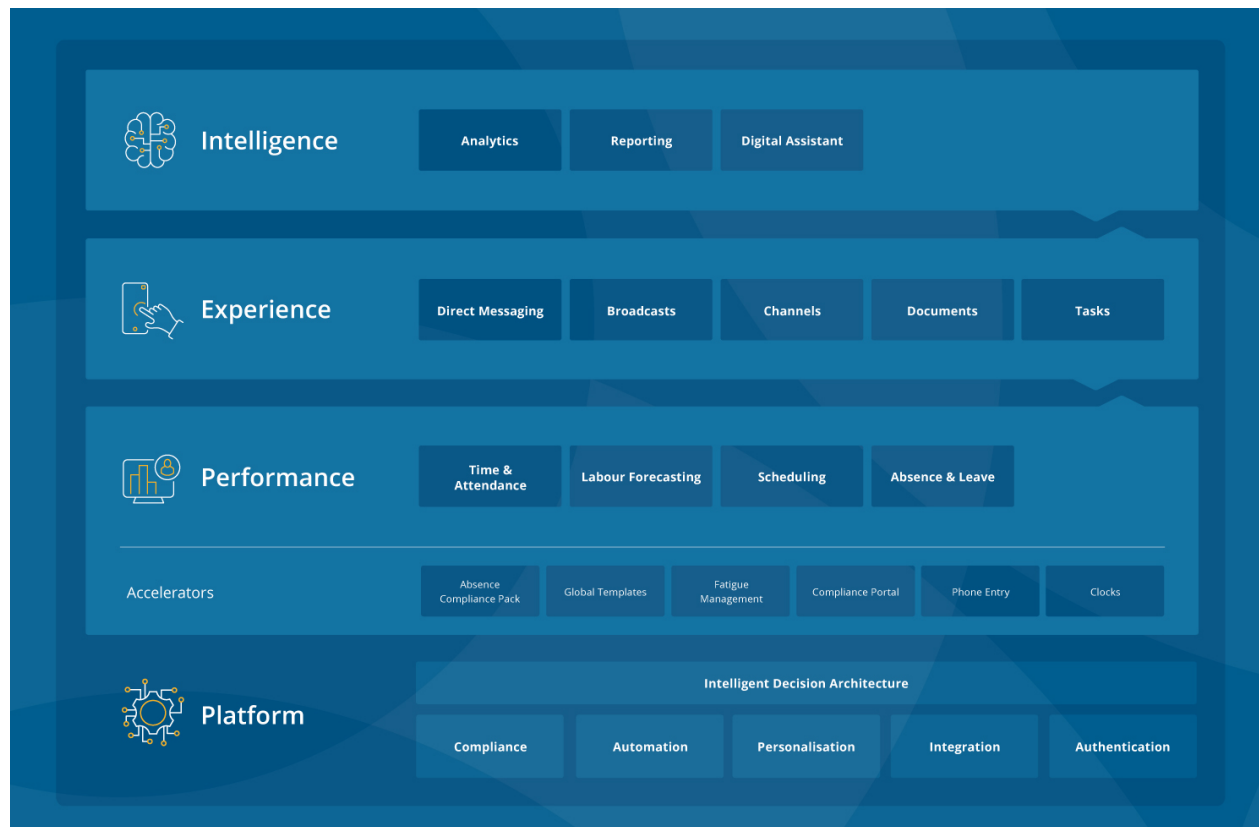 Intelligence
Analytics
Reporting
Digital Assistant
Experience
Direct Messaging
Broadcasts
Channels
Documents
Tasks
Performance
Time &
Attendance
Labour Forecasting
Scheduling
Absence & Leave
Accelerators
Absence
Compliance Pack
Global Templates
Fatigue
Management
Compliance Portal
Phone Entry
Clocks
Platform
Intelligent Decision Architecture
Compliance
Automation
Personalisation
Integration
Authentication